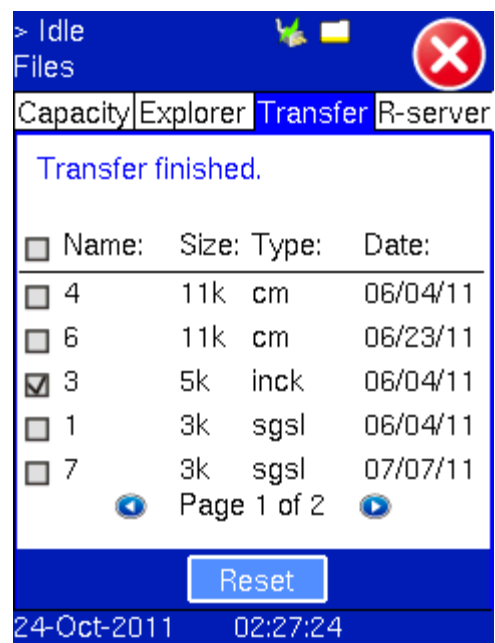 > Idle
Files
Capacity Explorer Transfer R-server
Transfer finished.
Name: Size: Type: Date:
4 11k cm 06/04/11
6 11k cm 06/23/11
3 5k inck 06/04/11
1 3k sgsl 06/04/11
7 3k sgsl 07/07/11
Page 1 of 2
Reset
24-Oct-2011 02:27:24